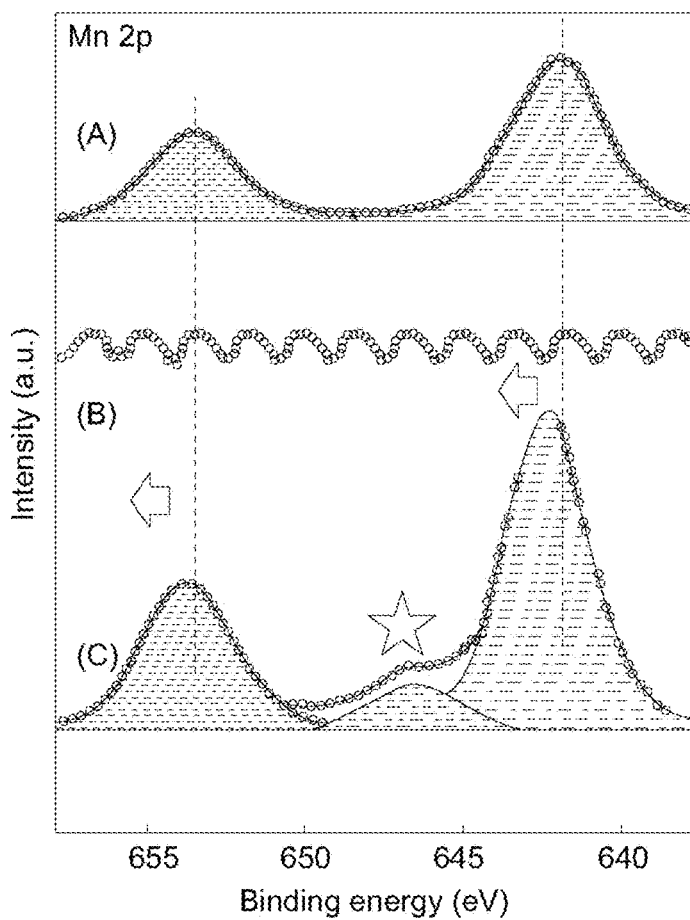 Mn 2p
(A)
(B)
(C)
Intensity (a.u.)
655
650
645
640
Binding energy (eV)